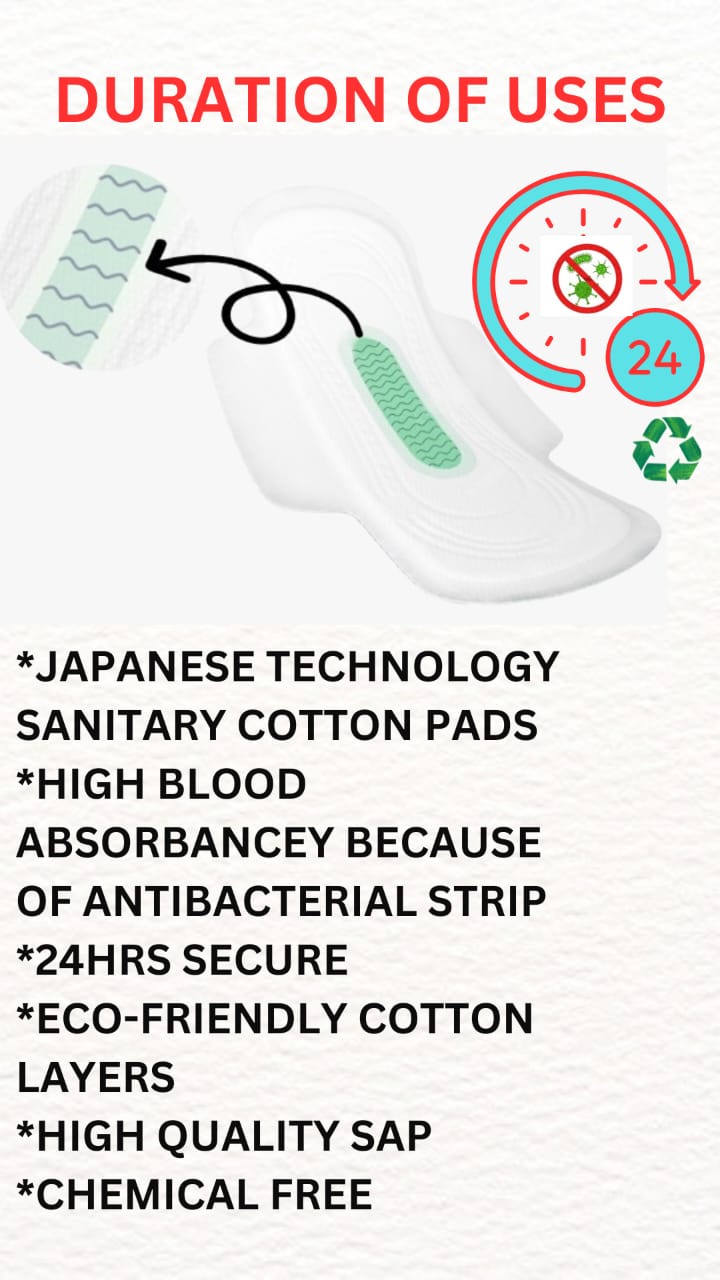 DURATION OF USES
24
*JAPANESE TECHNOLOGY
SANITARY COTTON PADS
*HIGH BLOOD
ABSORBANCEY BECAUSE
OF ANTIBACTERIAL STRIP
*24HRS SECURE
*ECO-FRIENDLY COTTON
LAYERS
*HIGH QUALITY SAP
*CHEMICAL FREE